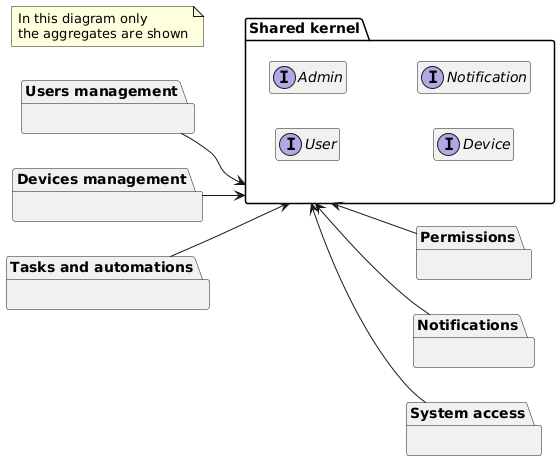 In this diagram only
the aggregates are shown
Shared kernel
I Admin
I Notification
I User
I Device
Users management
Devices management
Tasks and automations
Permissions
Notifications
System access